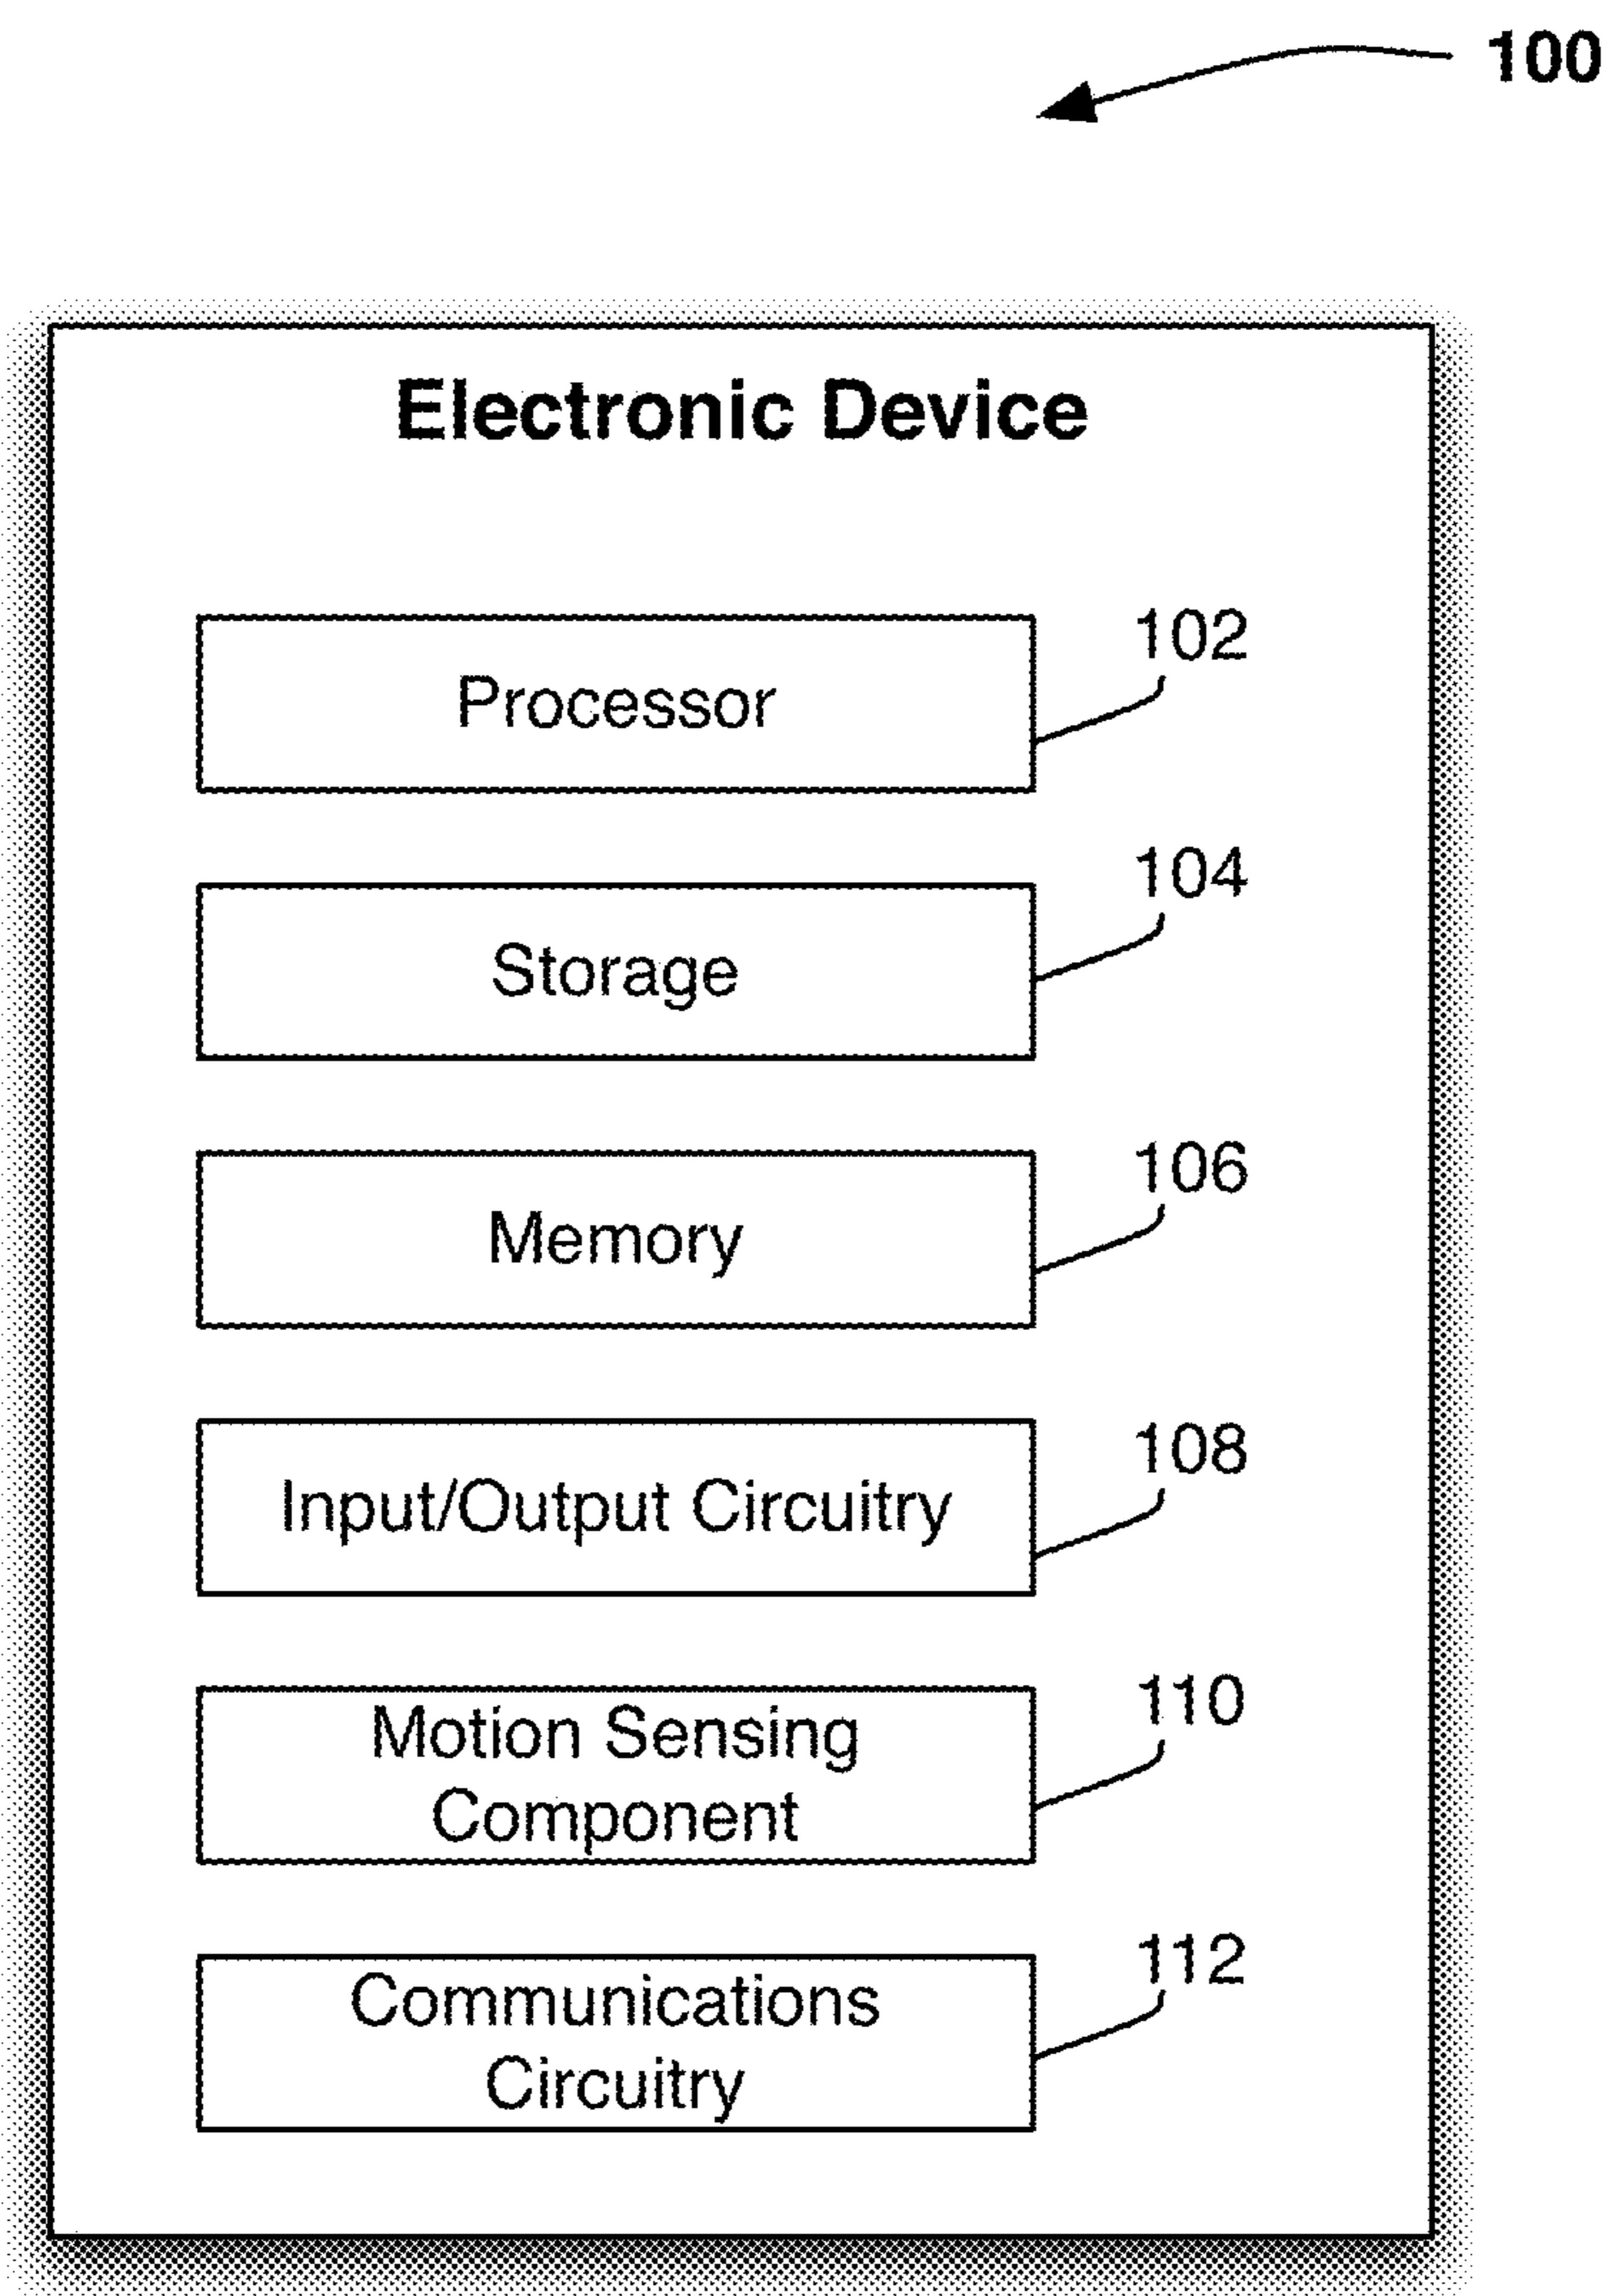 100
Electronic Device
102
Processor
104
Storage
106
Memory
108
Input/Output Circuitry
110
Motion Sensing
Component
112
Communications
Circuitry